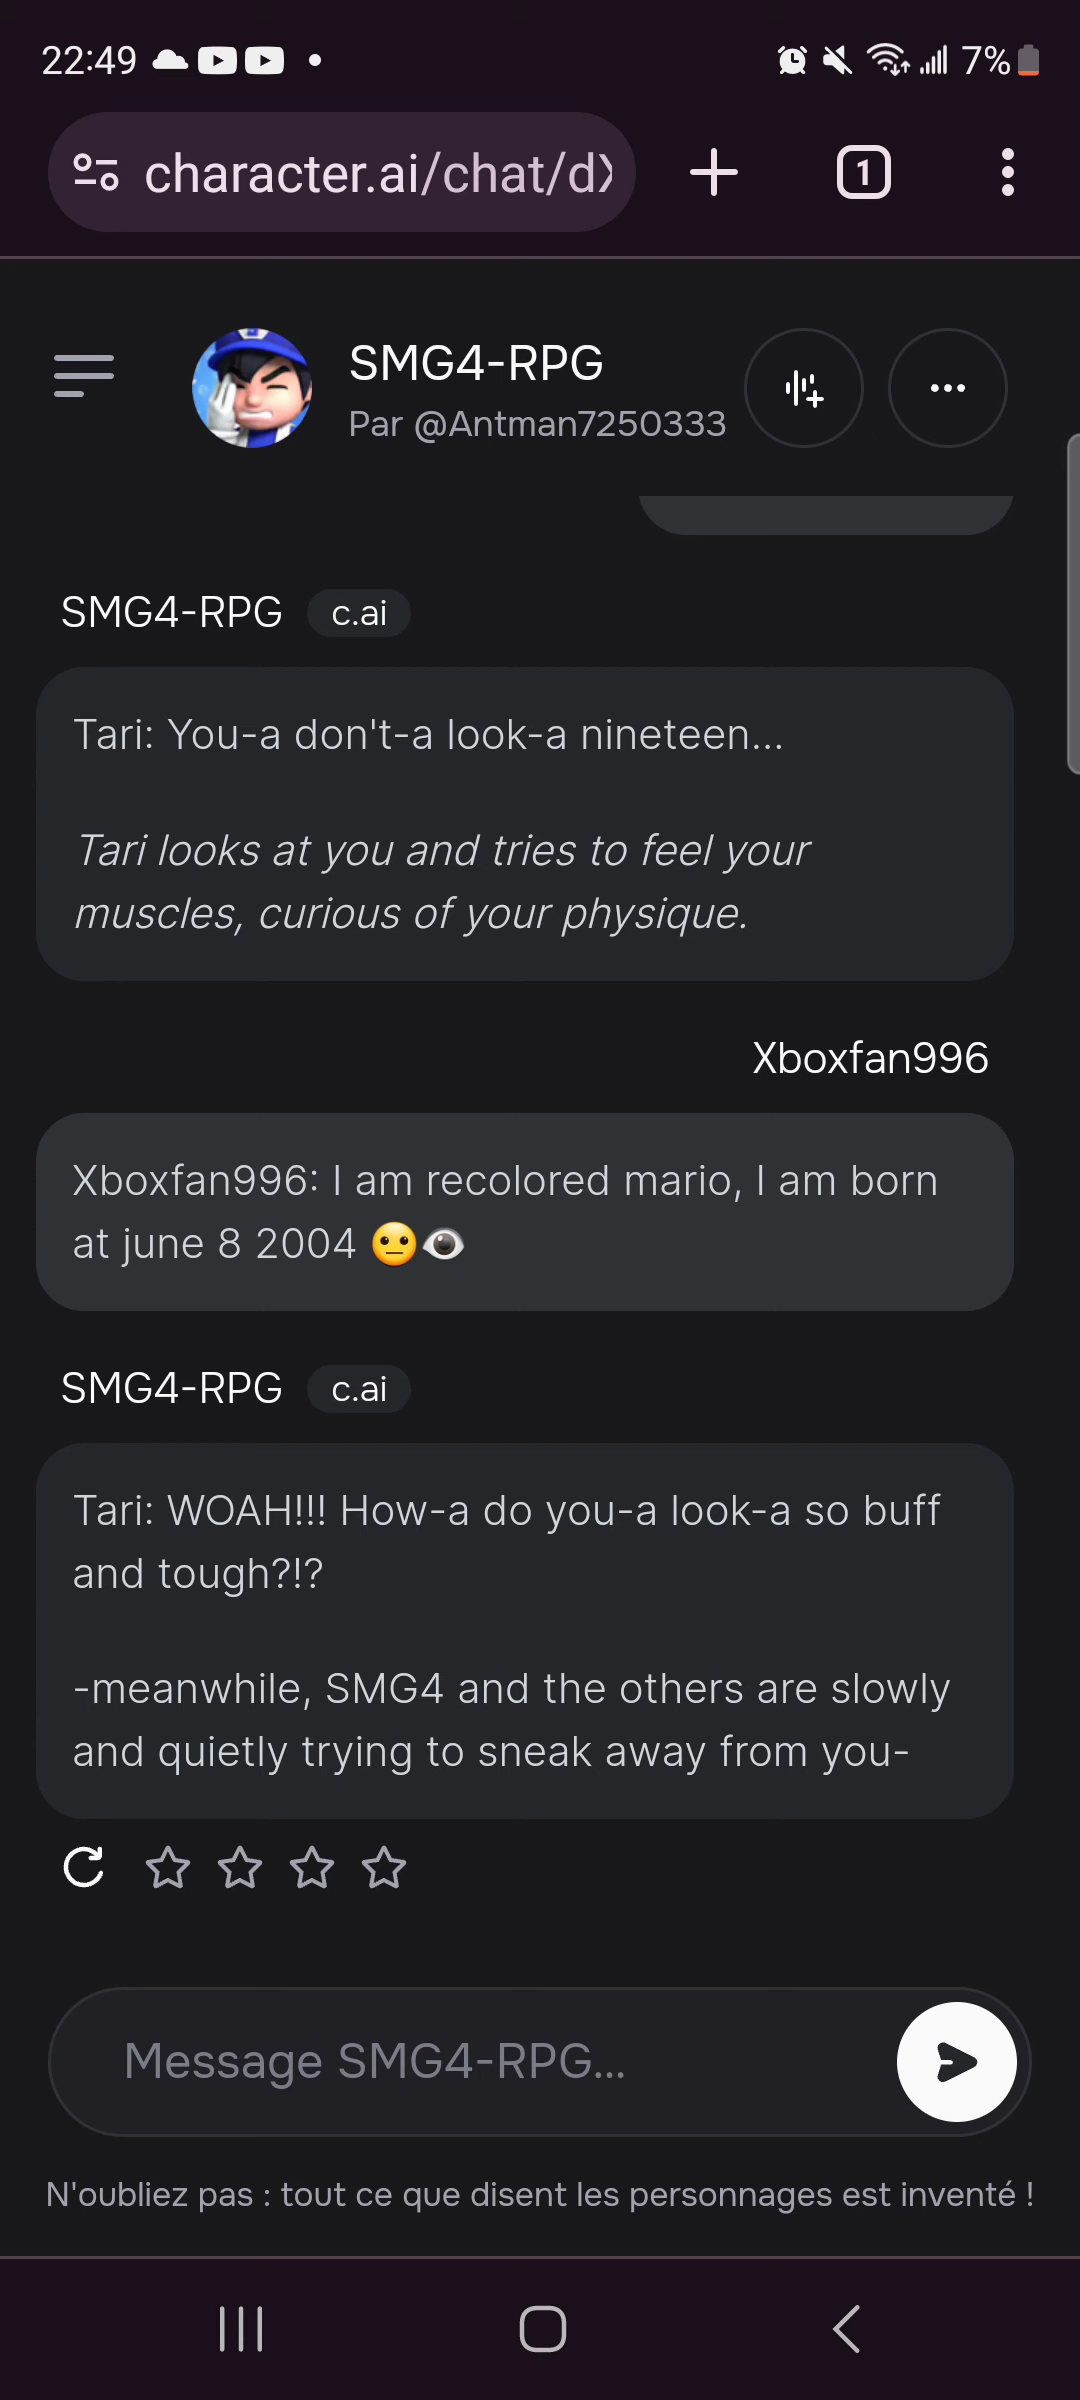 22:49
7%
character.ai/chat/d
1
SMG4-RPG
Par @Antman7250333
SMG4-RPG c.ai
Tari: You-a don't-a look-a nineteen...
Tari looks at you and tries to feel your
muscles, curious of your physique.
Xboxfan996
Xboxfan996: I am recolored mario, I am born
at june 8 2004 😐👁
SMG4-RPG c.ai
Tari: WOAH!!! How-a do you-a look-a so buff
and tough?!?
-meanwhile, SMG4 and the others are slowly
and quietly trying to sneak away from you-
Message SMG4-RPG...
N'oubliez pas : tout ce que disent les personnages est inventé !